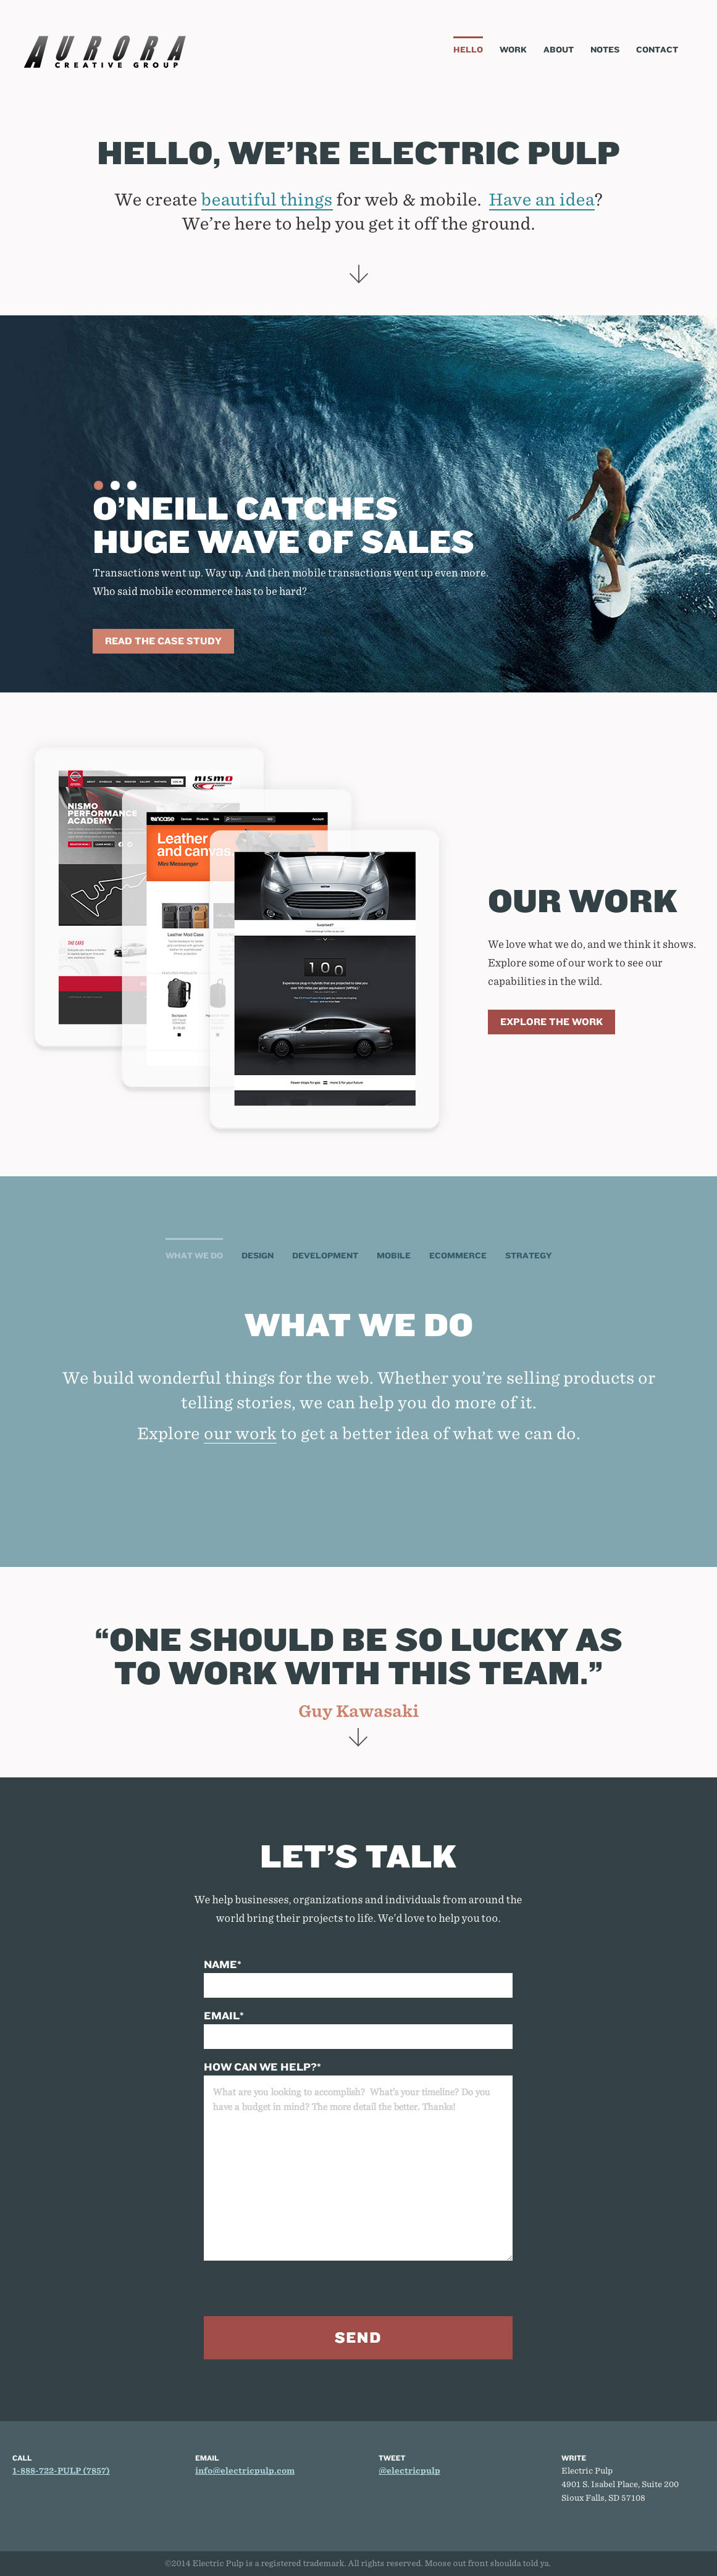 AURORA
CREATIVE GROUP
HELLO WORK ABOUT NOTES CONTACT
HELLO, WE’RE ELECTRIC PULP
We create beautiful things for web & mobile. Have an idea?
We’re here to help you get it off the ground.
O’NEILL CATCHES
HUGE WAVE OF SALES
Transactions went up. Way up. And then mobile transactions went up even more.
Who said mobile ecommerce has to be hard?
READ THE CASE STUDY
nismo
NISMO
PERFORMANCE
ACADEMY
THE CARS
incase
Leather
and canvas
Mini Messenger
Leather Mod Case
FEATURED PRODUCTS
Backpack
Surprised?
100
OUR WORK
We love what we do, and we think it shows.
Explore some of our work to see our
capabilities in the wild.
EXPLORE THE WORK
WHAT WE DO DESIGN DEVELOPMENT MOBILE ECOMMERCE STRATEGY
WHAT WE DO
We build wonderful things for the web. Whether you’re selling products or
telling stories, we can help you do more of it.
Explore our work to get a better idea of what we can do.
“ONE SHOULD BE SO LUCKY AS
TO WORK WITH THIS TEAM.”
Guy Kawasaki
LET’S TALK
We help businesses, organizations and individuals from around the
world bring their projects to life. We’d love to help you too.
NAME*
EMAIL*
HOW CAN WE HELP?*
What are you looking to accomplish? What’s your timeline? Do you
have a budget in mind? The more detail the better. Thanks!
SEND
CALL
1-888-722-PULP (7857)
EMAIL
info@electricpulp.com
TWEET
@electricpulp
WRITE
Electric Pulp
4901 S. Isabel Place, Suite 200
Sioux Falls, SD 57108
©2014 Electric Pulp is a registered trademark. All rights reserved. Moose out front shoulda told ya.